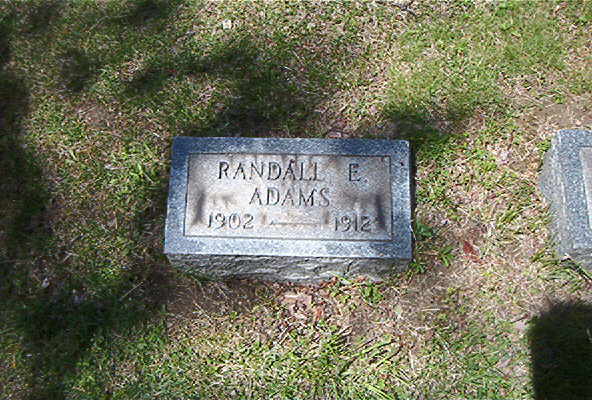 RANDALL E.
ADAMS
1902 — 1912